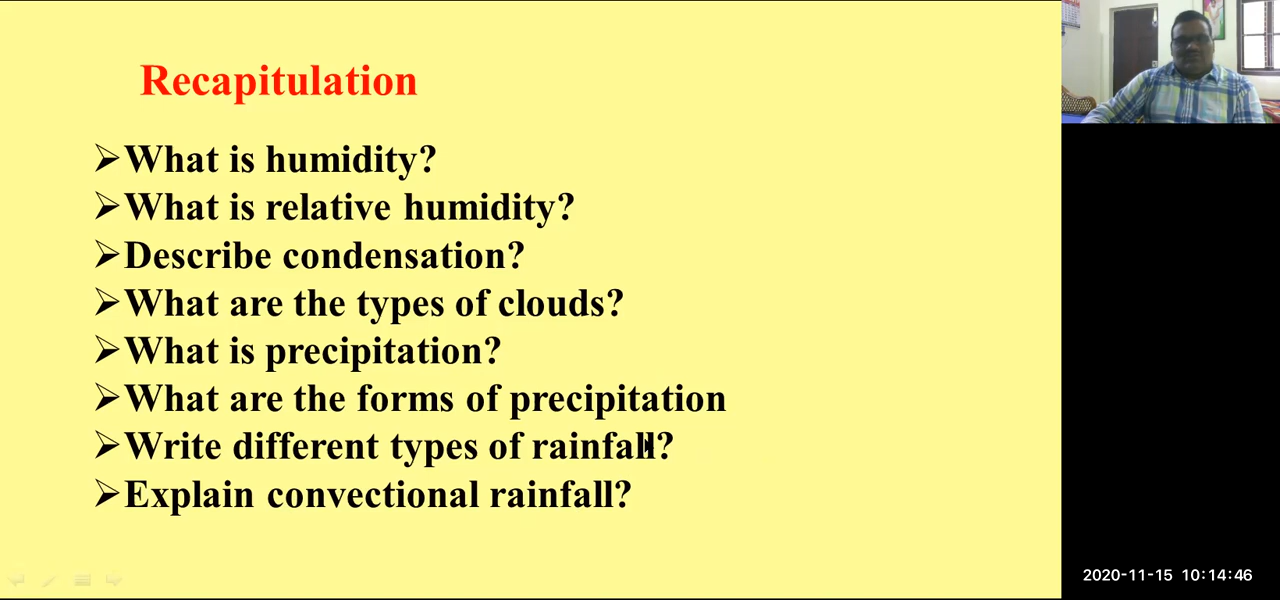 Recapitulation
➢What is humidity?
➢What is relative humidity?
➢Describe condensation?
➢What are the types of clouds?
➢What is precipitation?
➢What are the forms of precipitation
➢Write different types of rainfall?
➢Explain convectional rainfall?
2020-11-15 10:14:46